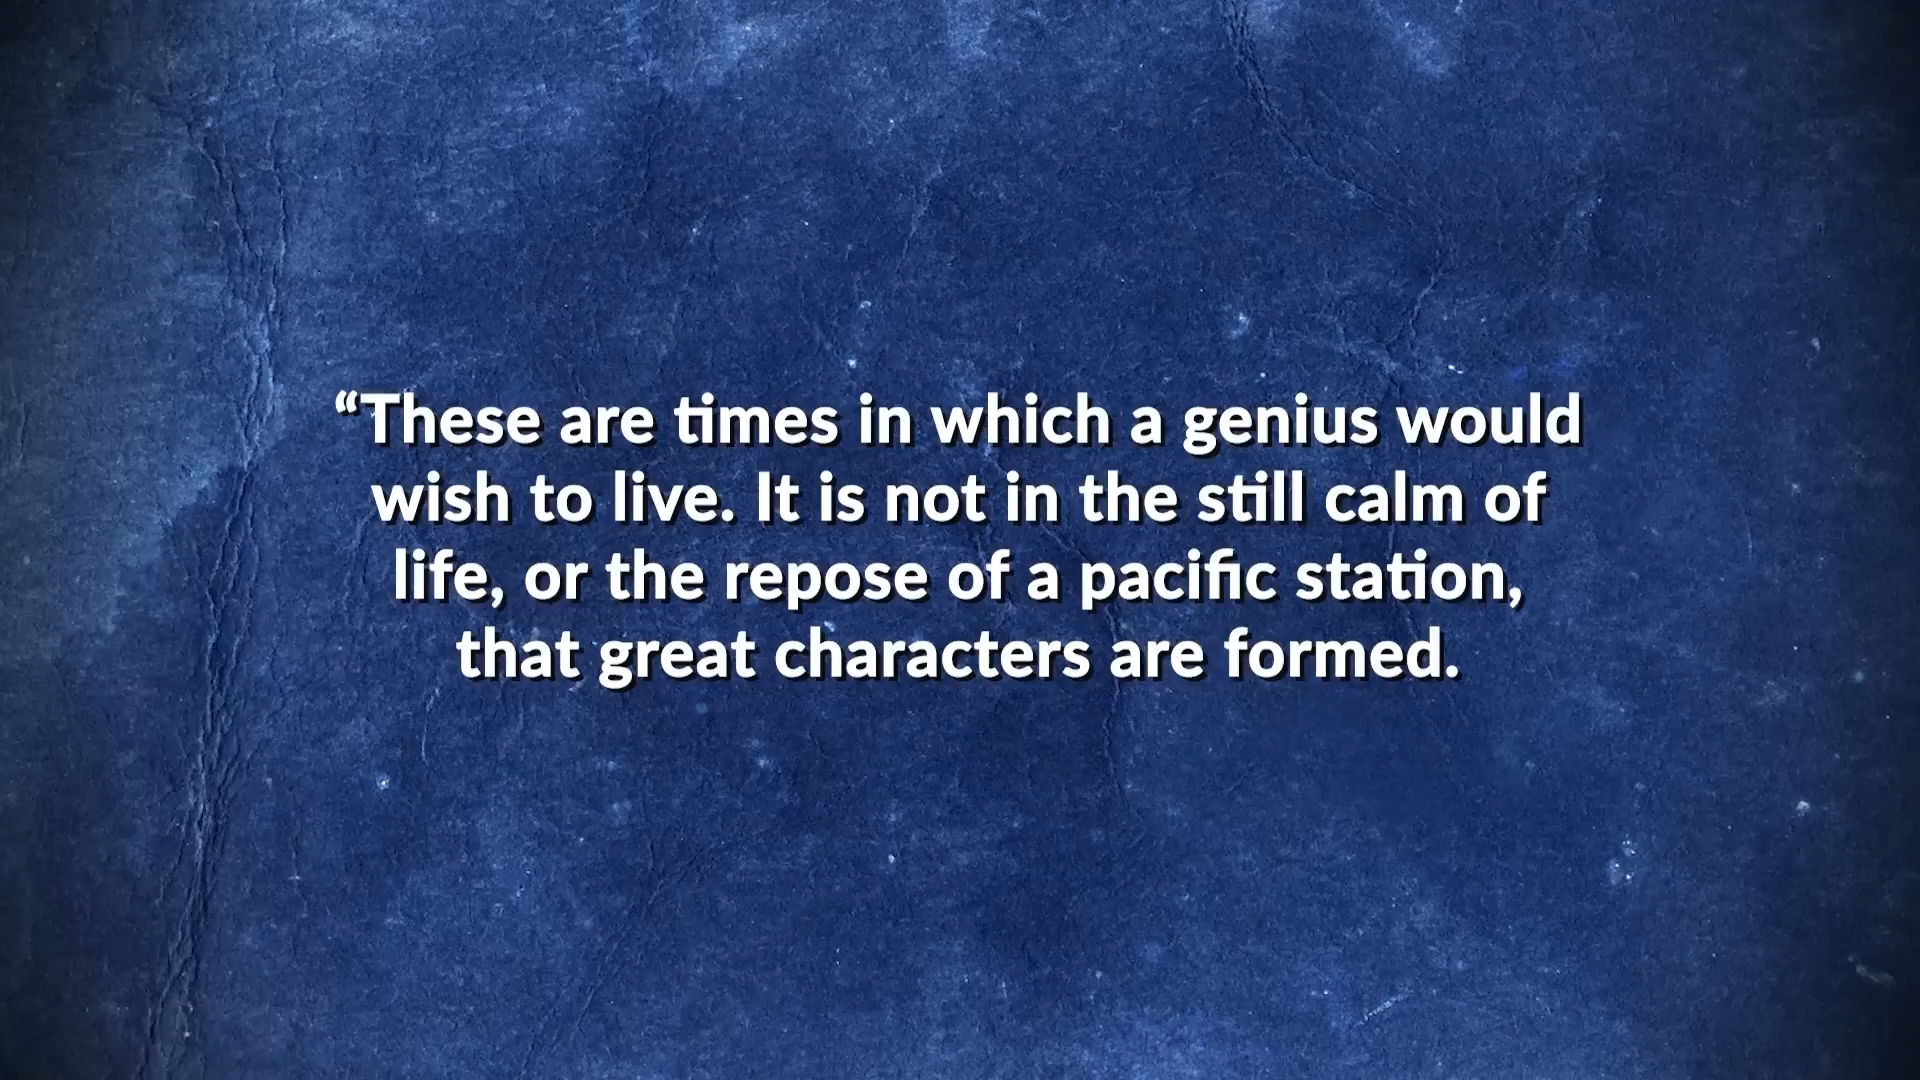 “These are times in which a genius would
wish to live. It is not in the still calm of
life, or the repose of a pacific station,
that great characters are formed.